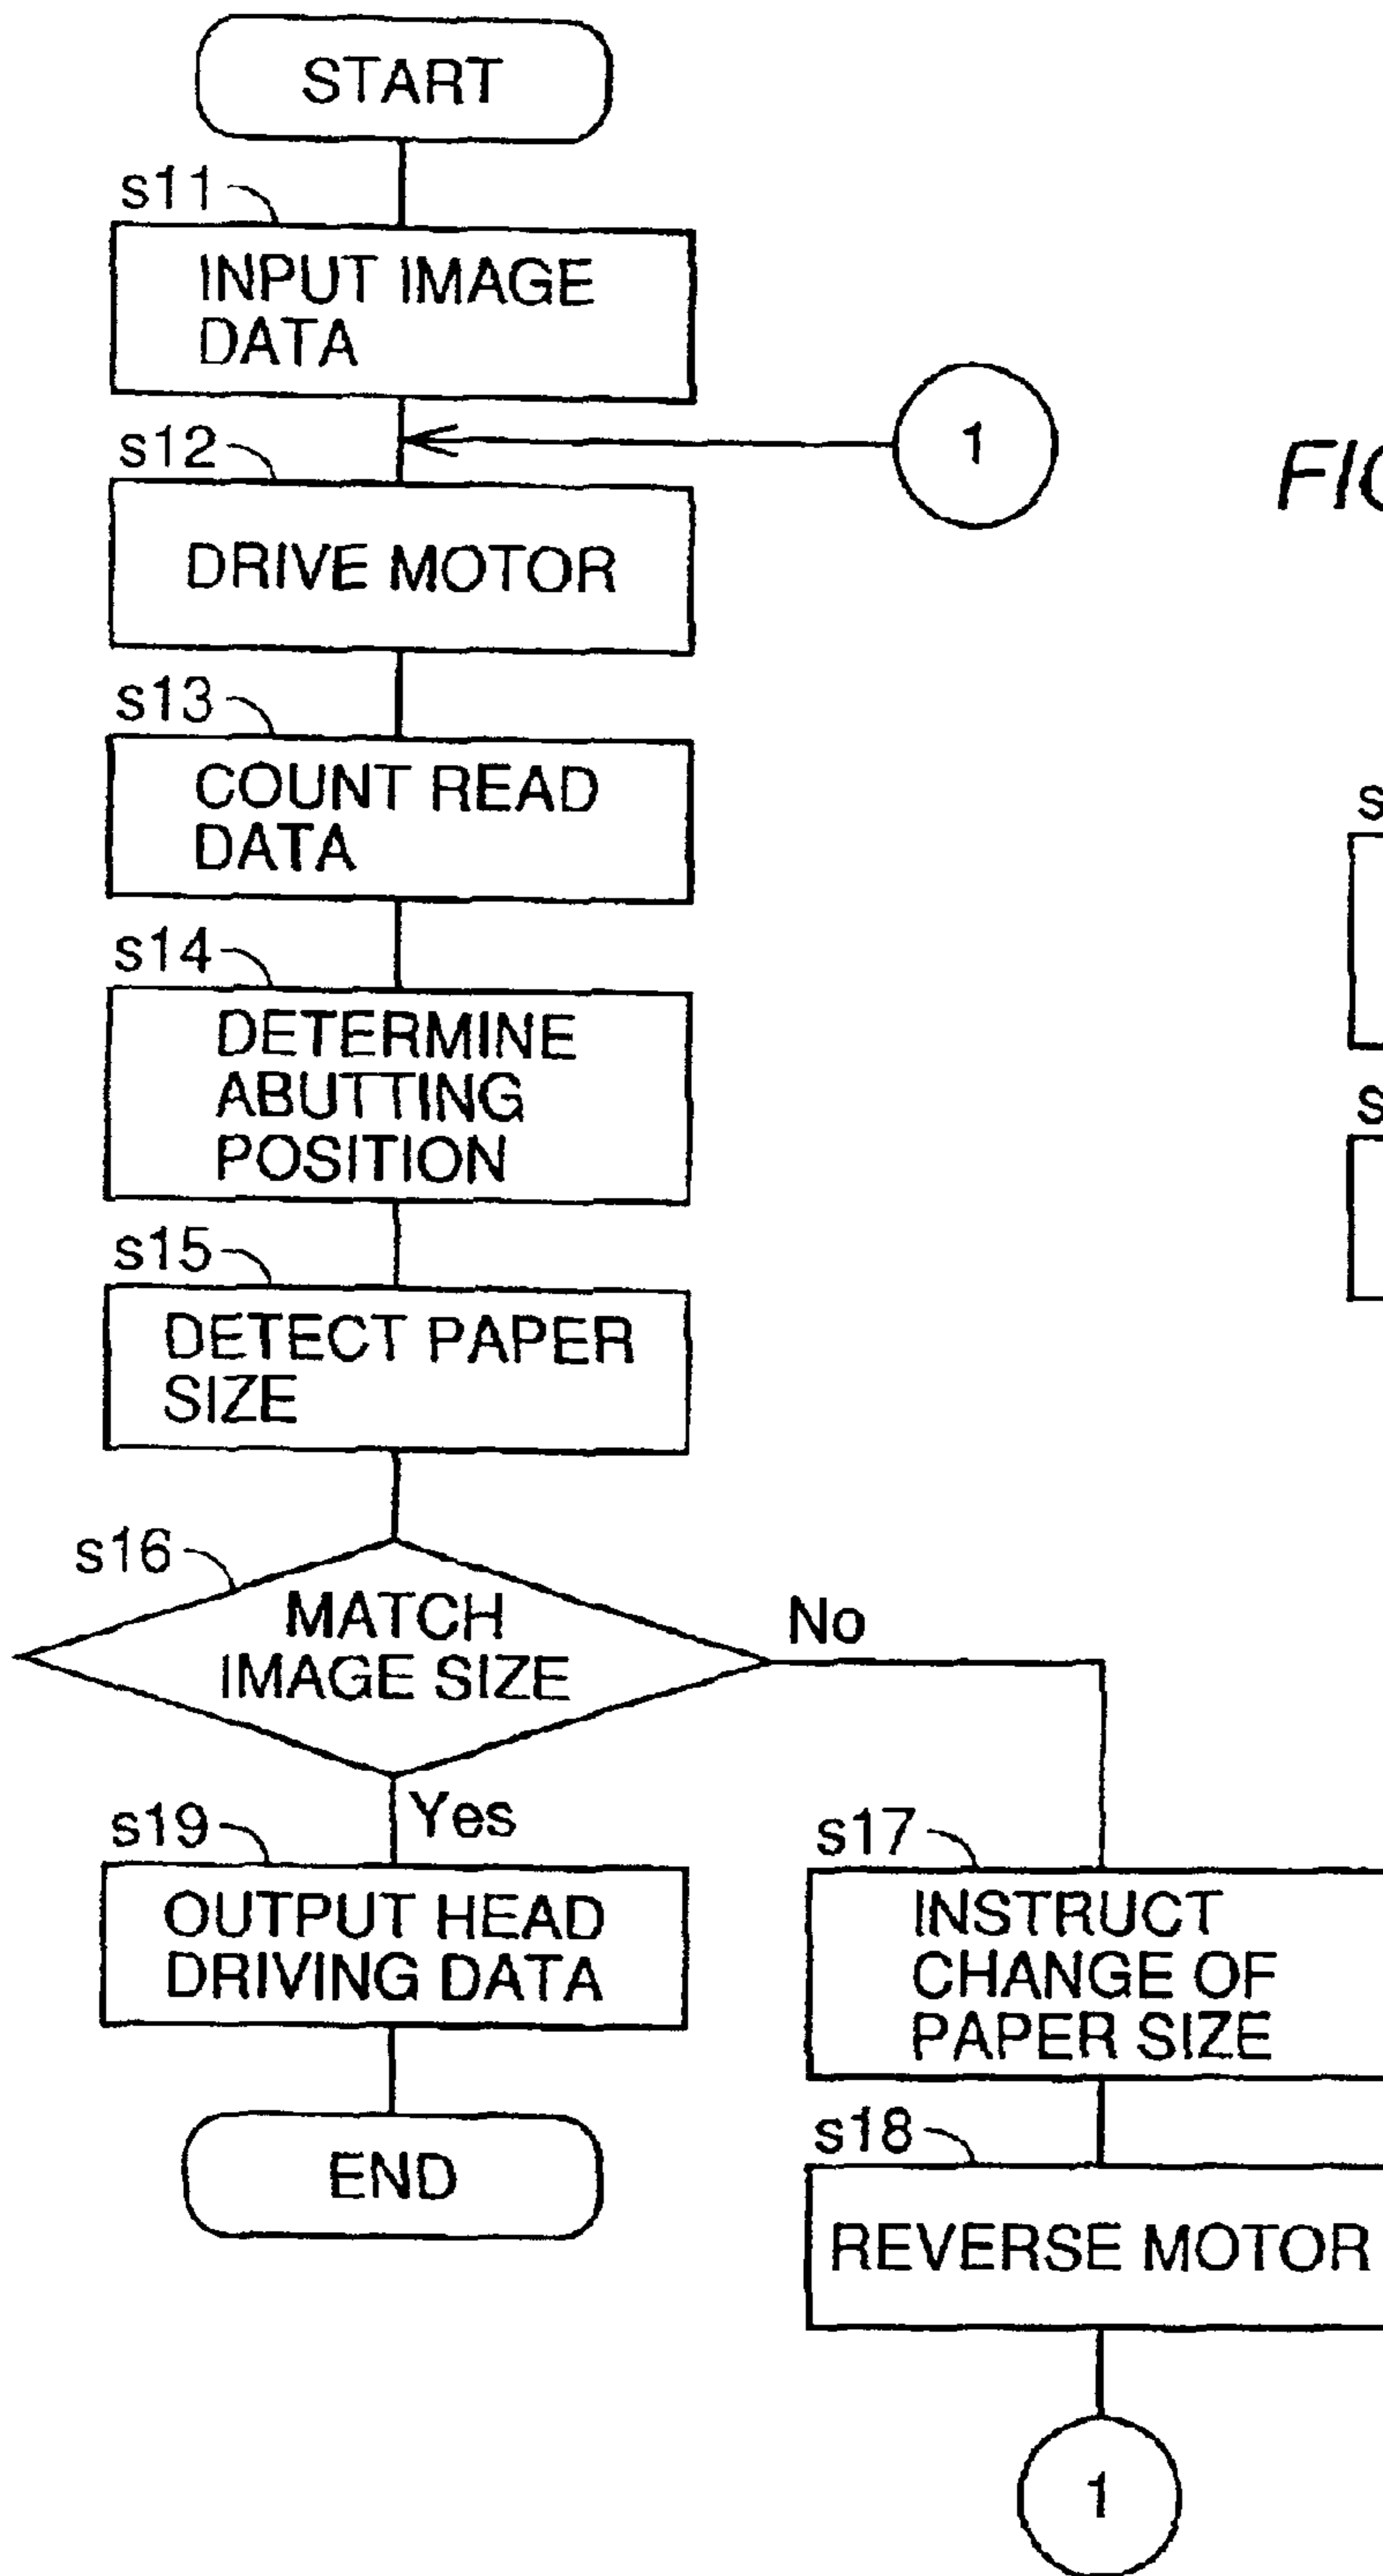 START
s11
INPUT IMAGE
DATA
1
s12
DRIVE MOTOR
s13
COUNT READ
DATA
s14
DETERMINE
ABUTTING
POSITION
s15
DETECT PAPER
SIZE
s16
MATCH
IMAGE SIZE
No
Yes
s19
OUTPUT HEAD
DRIVING DATA
END
s17
INSTRUCT
CHANGE OF
PAPER SIZE
s18
REVERSE MOTOR
1